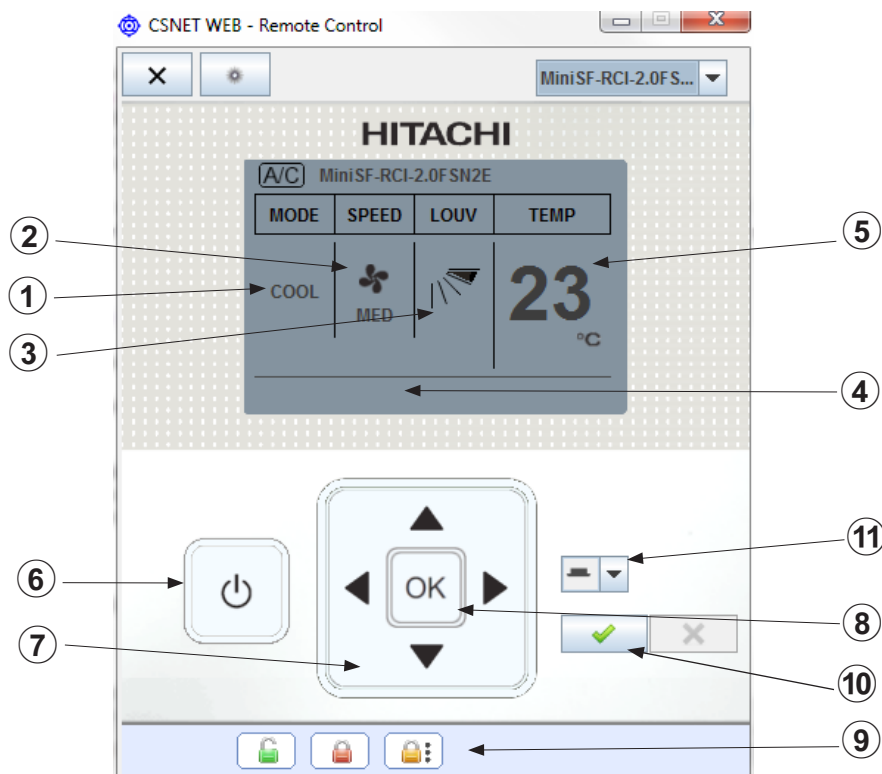 CSNET WEB - Remote Control
MiniSF-RCI-2.0FS...
HITACHI
A/C MiniSF-RCI-2.0FSN2E
MODE SPEED LOUV TEMP
2
5
1
COOL
23
MED
3
°C
4
11
6
OK
8
7
10
9